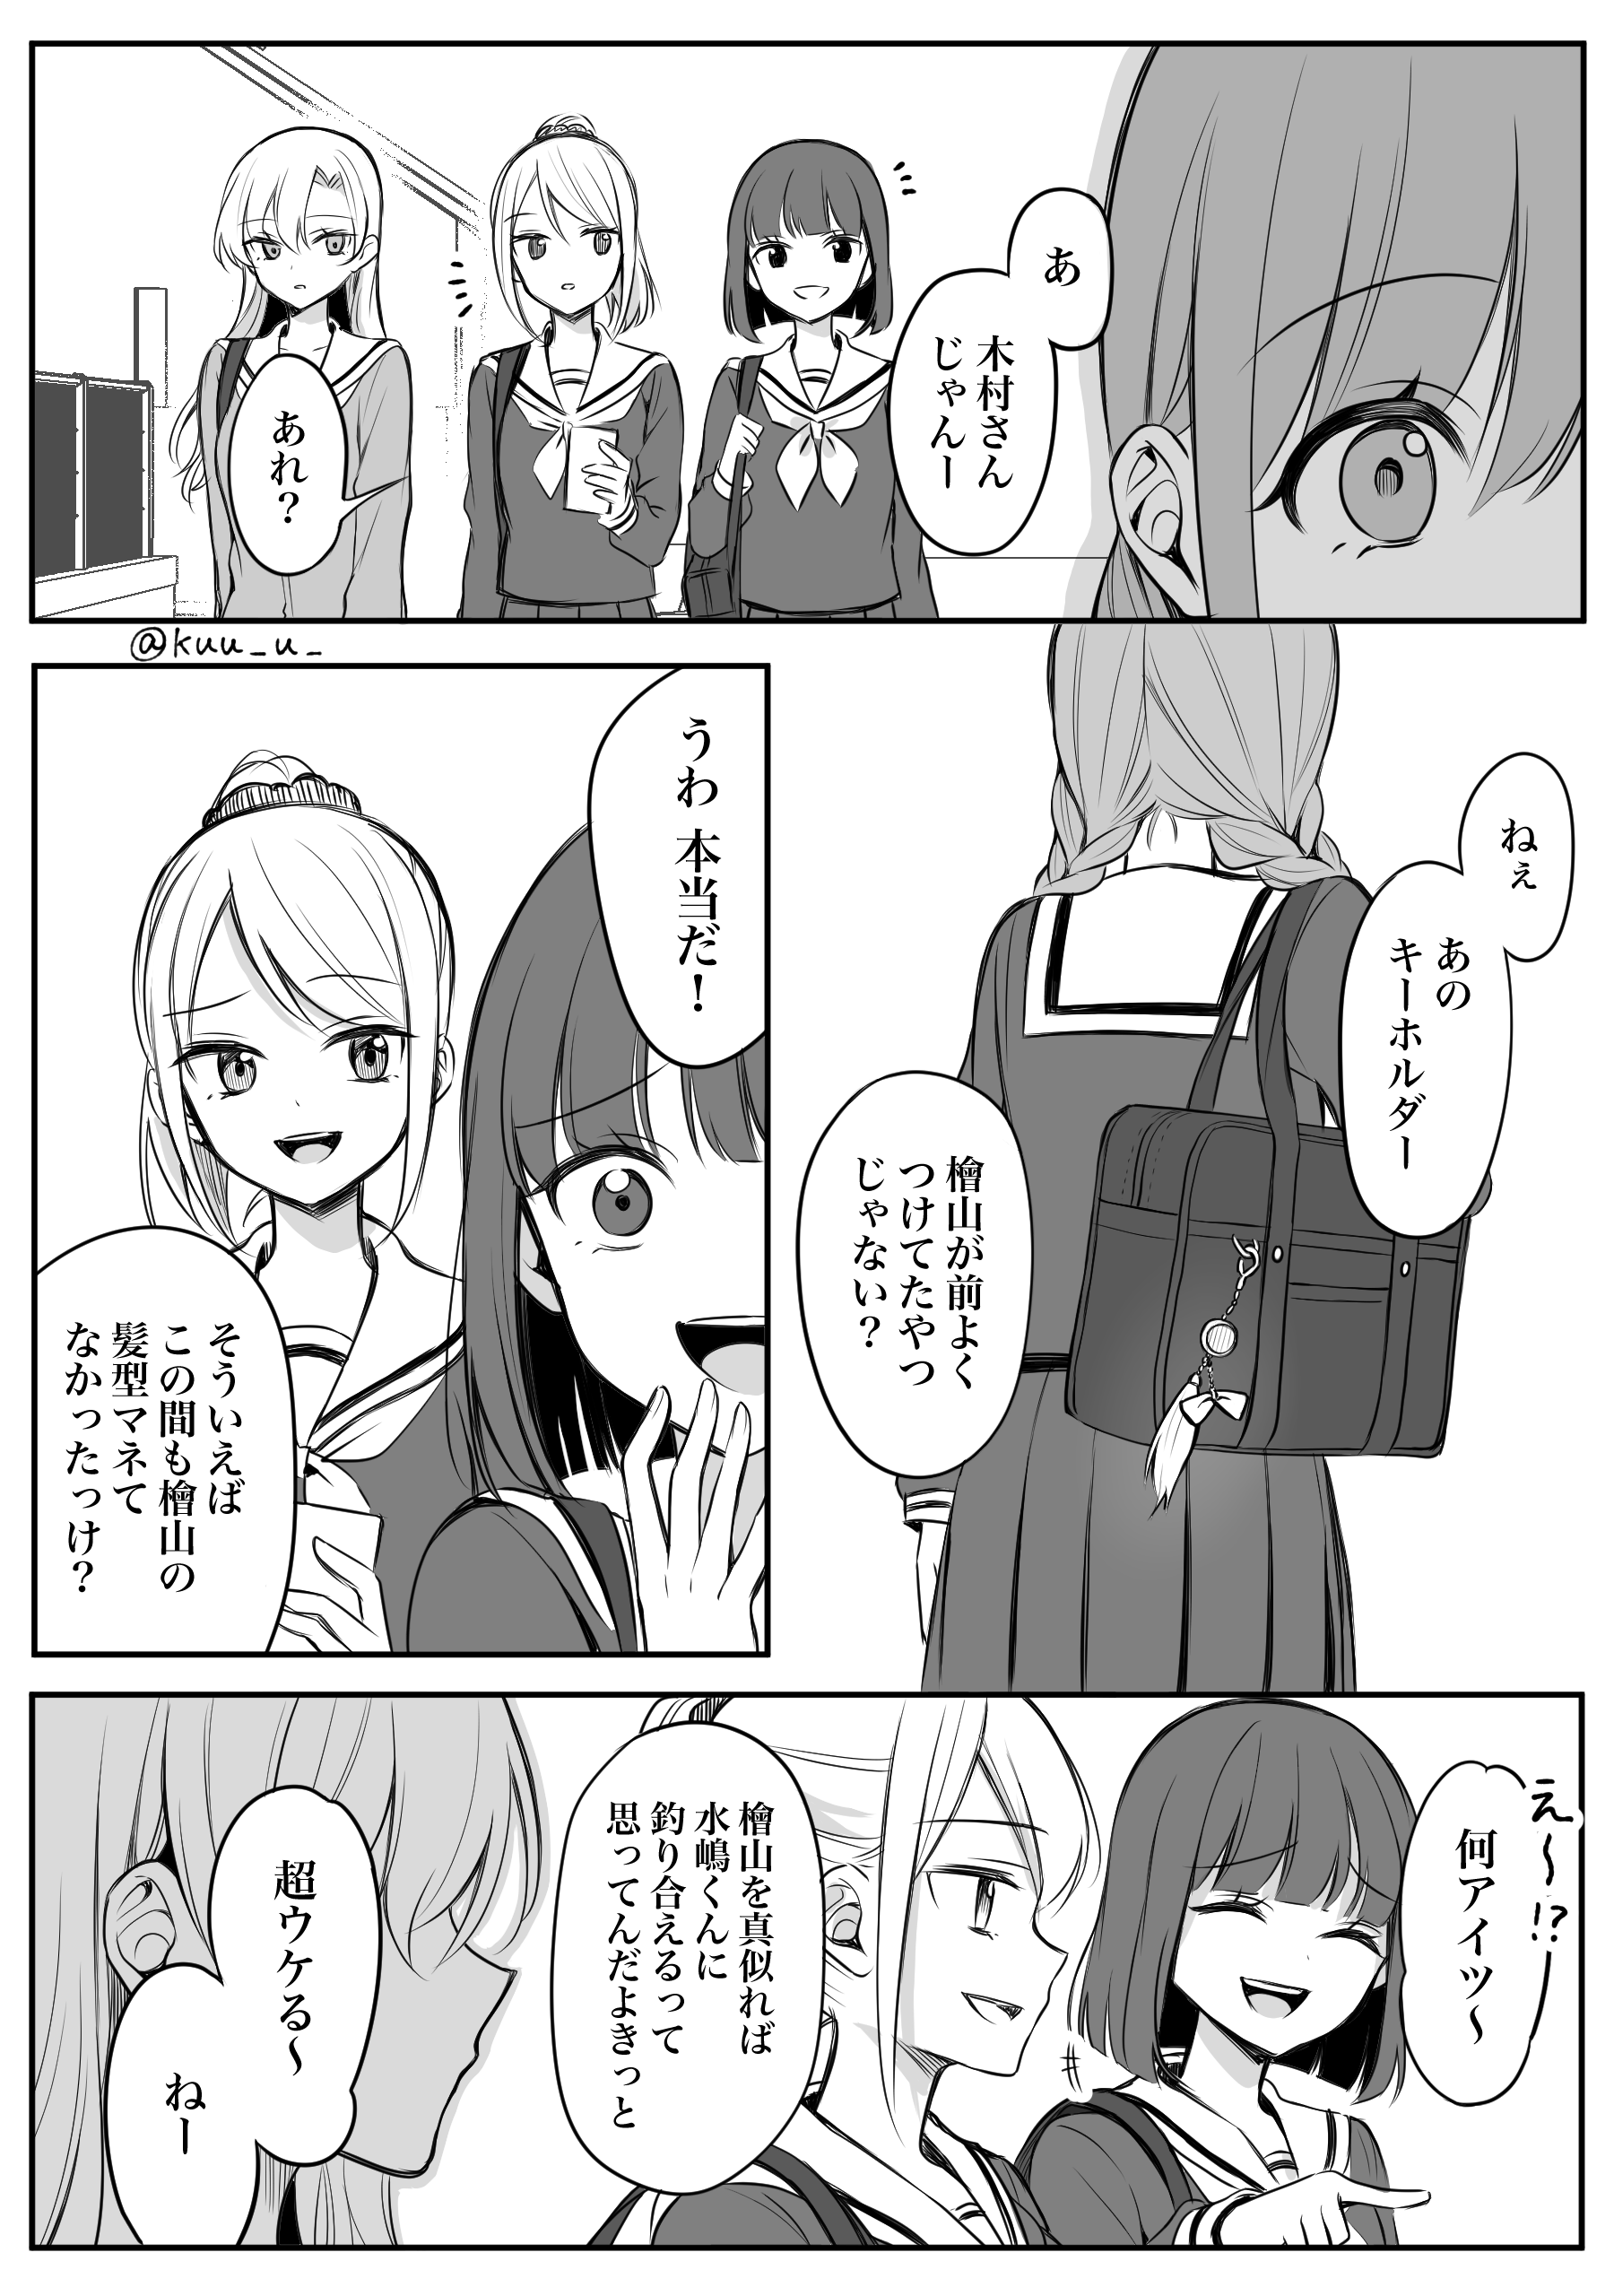 あ
木村さん
じゃんー
あれ？
@kuu_u_
ねぇ
あの
キーホルダー
檜山が前よく
つけてたやつ
じゃない？
うわ 本当だ！
そういえば
この間も檜山の
髪型マネて
なかったっけ？
え〜!?
何アイツ〜
檜山を真似れば
水嶋くんに
釣り合えるって
思ってんだよきっと
超ウケる〜
ねー